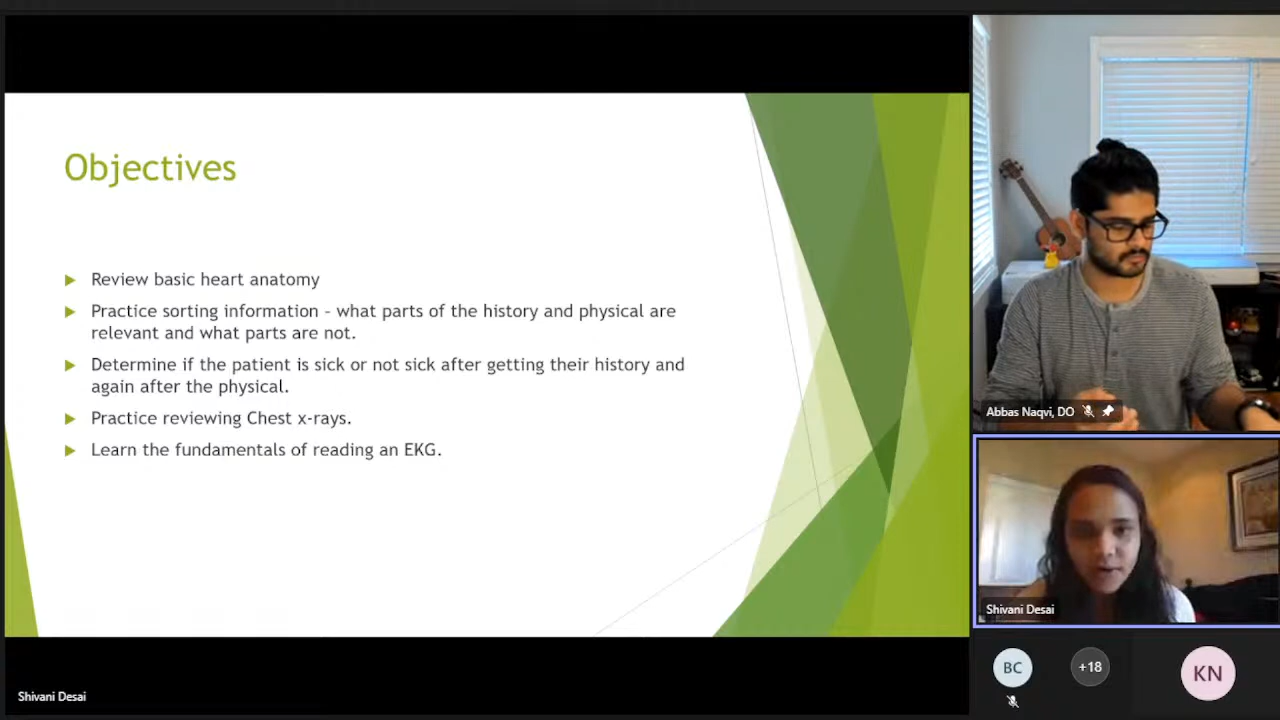 Objectives
Review basic heart anatomy
Practice sorting information – what parts of the history and physical are
relevant and what parts are not.
Determine if the patient is sick or not sick after getting their history and
again after the physical.
Practice reviewing Chest x-rays.
Learn the fundamentals of reading an EKG.
Shivani Desai
Abbas Naqvi, DO
Shivani Desai
BC
+18
KN